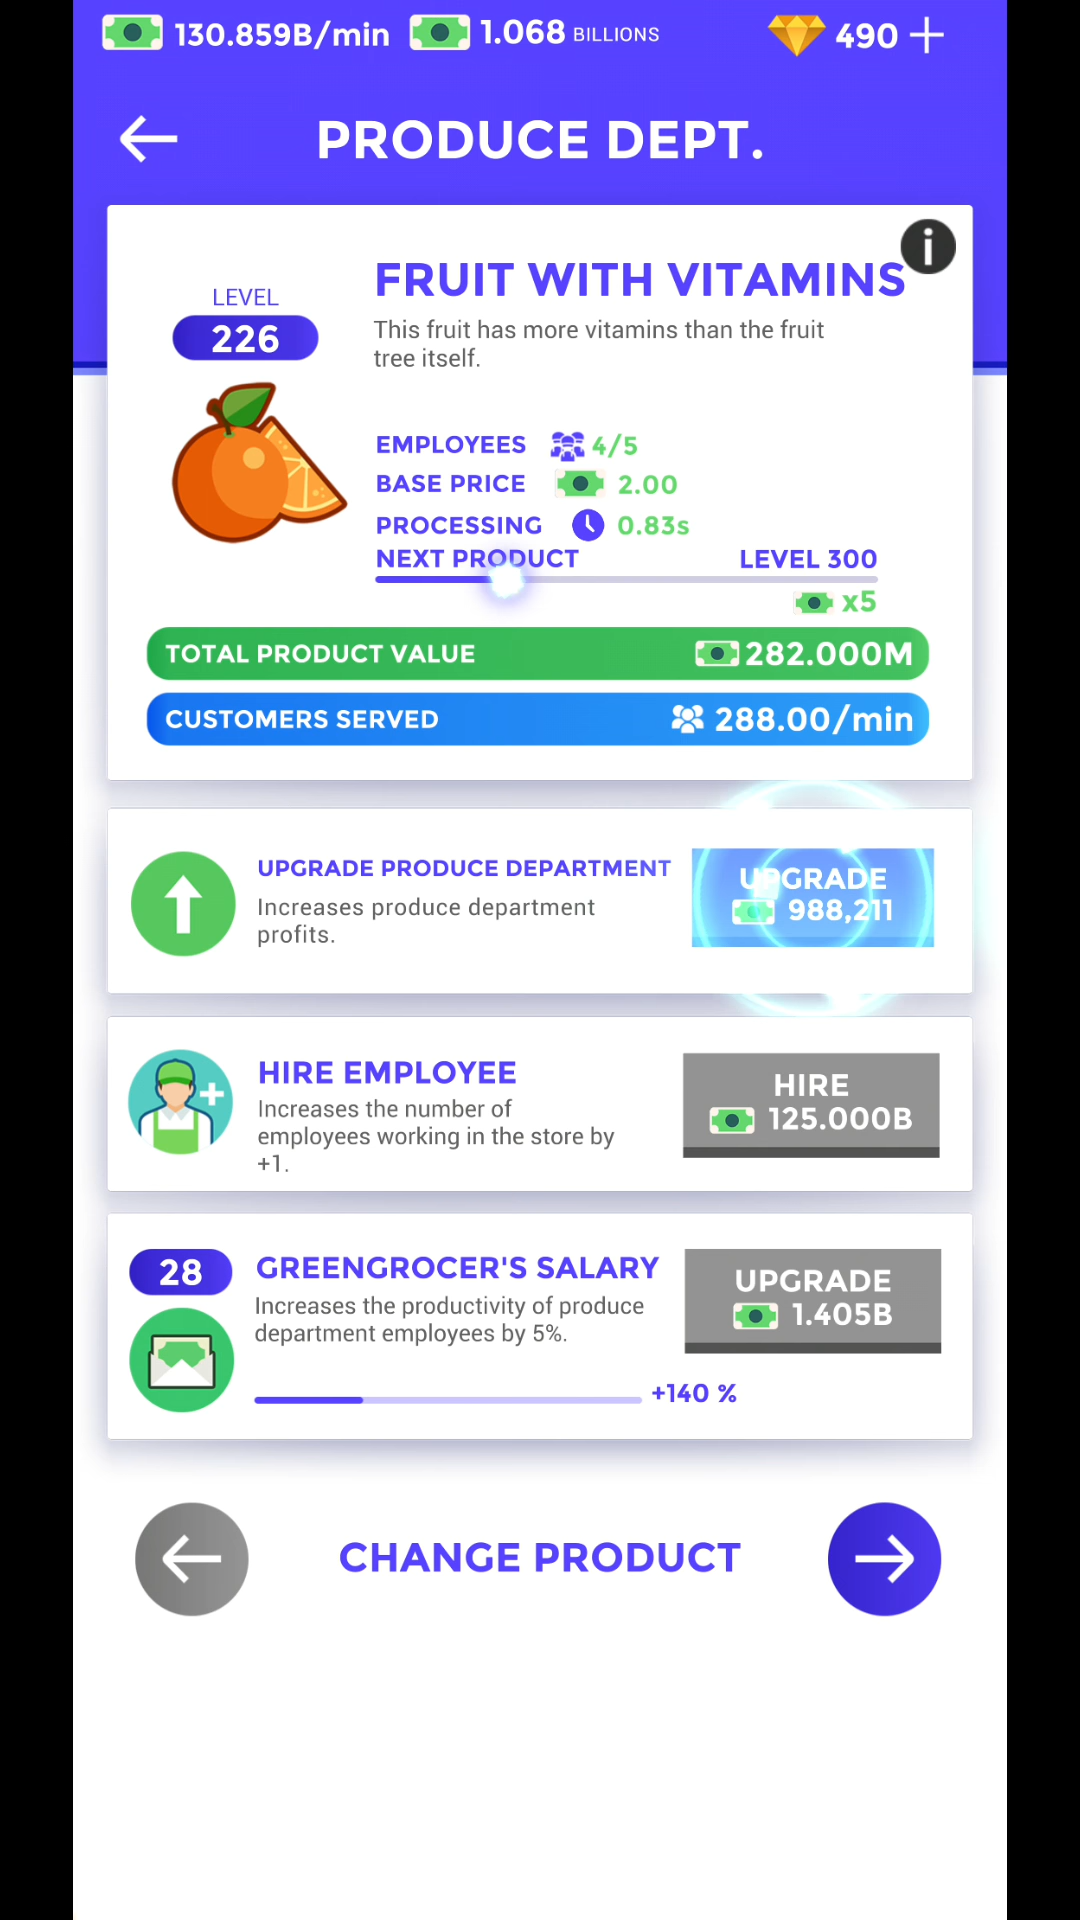 130.859B/min 1.068 BILLIONS 490 +
PRODUCE DEPT.
FRUIT WITH VITAMINS
LEVEL
226
This fruit has more vitamins than the fruit
tree itself.
EMPLOYEES 4/5
BASE PRICE 2.00
PROCESSING 0.83s
NEXT PRODUCT LEVEL 300
x5
TOTAL PRODUCT VALUE 282.000M
CUSTOMERS SERVED 288.00/min
UPGRADE PRODUCE DEPARTMENT
Increases produce department
profits.
UPGRADE
988,211
HIRE EMPLOYEE
Increases the number of
employees working in the store by
+1.
HIRE
125.000B
28
GREENGROCER'S SALARY
Increases the productivity of produce
department employees by 5%.
UPGRADE
1.405B
+140 %
CHANGE PRODUCT